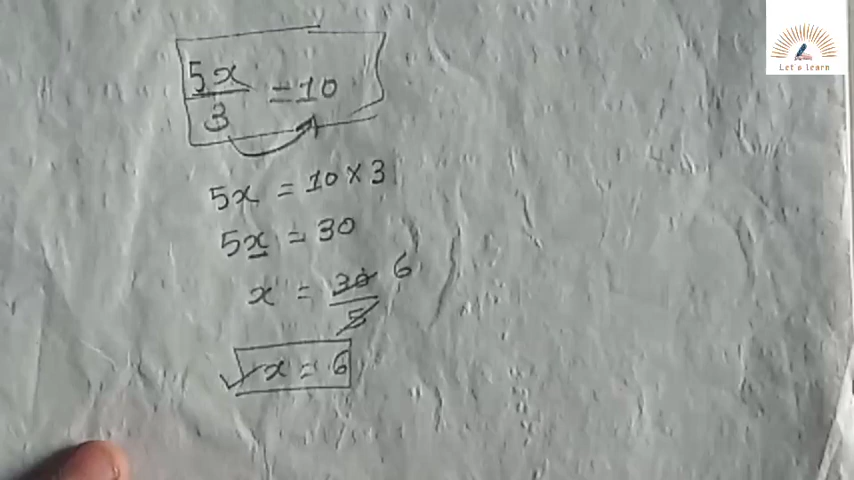 Let's learn
5x/3 = 10
5x = 10 × 3
5x = 30
x = 30/5 6
x = 6